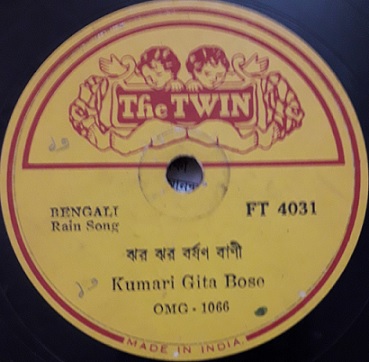 The TWIN
BENGALI
Rain Song
FT 4031
ঝর ঝর বর্ষণ বাণী
Kumari Gita Bose
OMG - 1066
MADE IN INDIA.